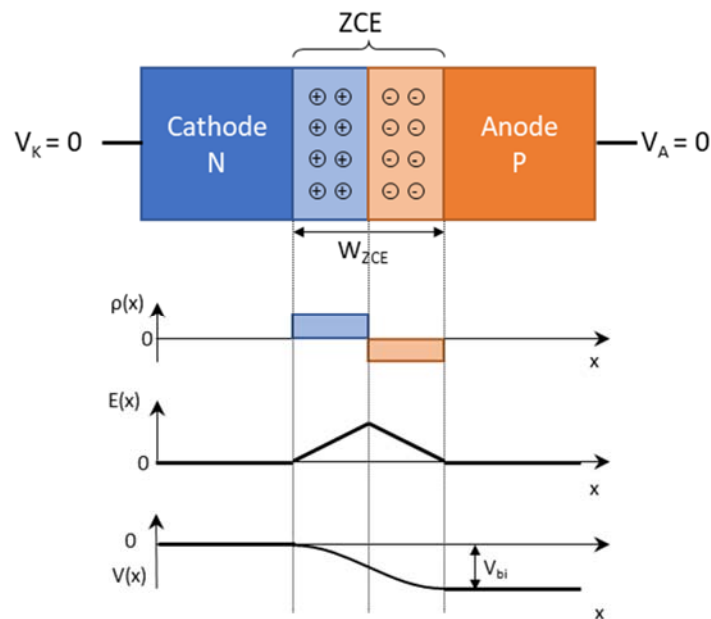 ZCE
V_K = 0
Cathode
N
Anode
P
V_A = 0
+ + - -
+ + - -
+ + - -
+ + - -
W_ZCE
ρ(x)
0
x
E(x)
0
x
0
V(x)
V_bi
x